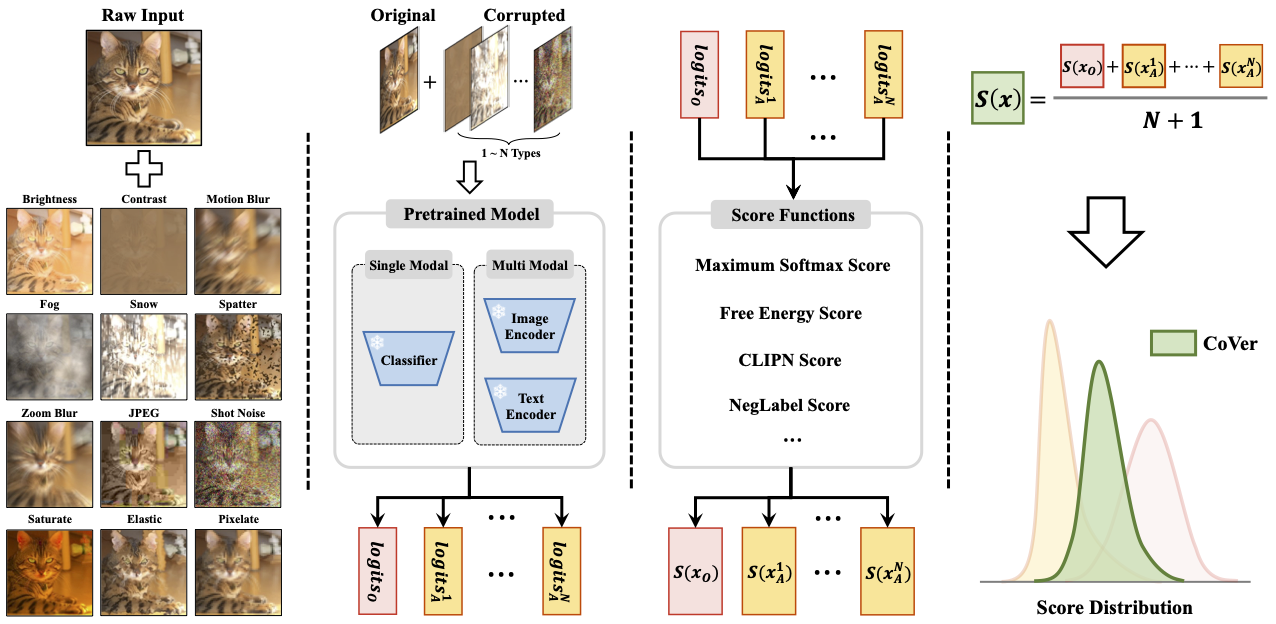 Raw Input
Brightness
Contrast
Motion Blur
Fog
Snow
Spatter
Zoom Blur
JPEG
Shot Noise
Saturate
Elastic
Pixelate
Original
Corrupted
+
...
1 ~ N Types
Pretrained Model
Single Modal
Multi Modal
Classifier
Image
Encoder
Text
Encoder
logits_O
logits_A^1
...
...
logits_A^N
logits_O
logits_A^1
...
...
logits_A^N
Score Functions
Maximum Softmax Score
Free Energy Score
CLIPN Score
NegLabel Score
...
S(x_O)
S(x_A^1)
...
...
S(x_A^N)
S(x) = S(x_O) + S(x_A^1) + ··· + S(x_A^N)
N + 1
CoVer
Score Distribution